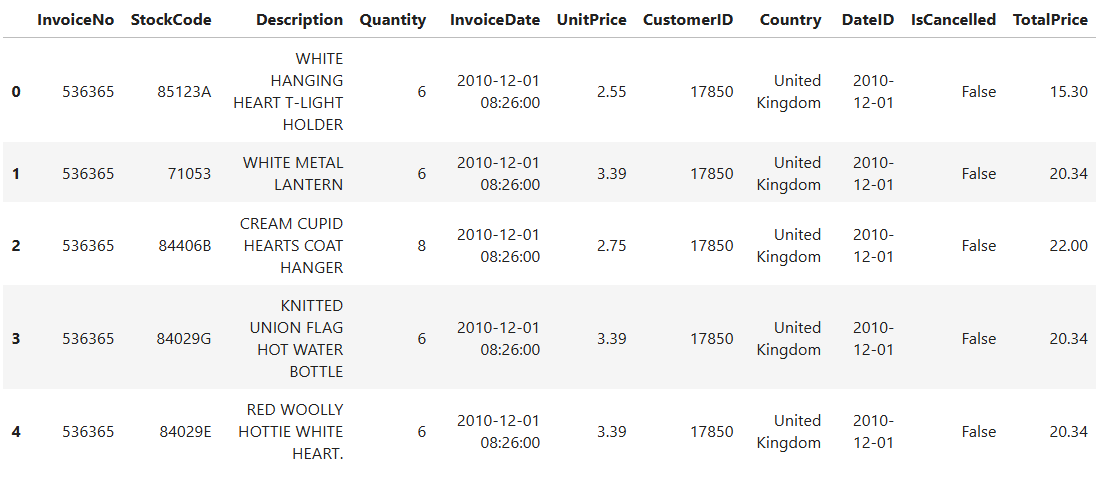 InvoiceNo StockCode Description Quantity InvoiceDate UnitPrice CustomerID Country DateID IsCancelled TotalPrice
0 536365 85123A WHITE HANGING HEART T-LIGHT HOLDER 6 2010-12-01 08:26:00 2.55 17850 United Kingdom 2010-12-01 False 15.30
1 536365 71053 WHITE METAL LANTERN 6 2010-12-01 08:26:00 3.39 17850 United Kingdom 2010-12-01 False 20.34
2 536365 84406B CREAM CUPID HEARTS COAT HANGER 8 2010-12-01 08:26:00 2.75 17850 United Kingdom 2010-12-01 False 22.00
3 536365 84029G KNITTED UNION FLAG HOT WATER BOTTLE 6 2010-12-01 08:26:00 3.39 17850 United Kingdom 2010-12-01 False 20.34
4 536365 84029E RED WOOLLY HOTTIE WHITE HEART. 6 2010-12-01 08:26:00 3.39 17850 United Kingdom 2010-12-01 False 20.34